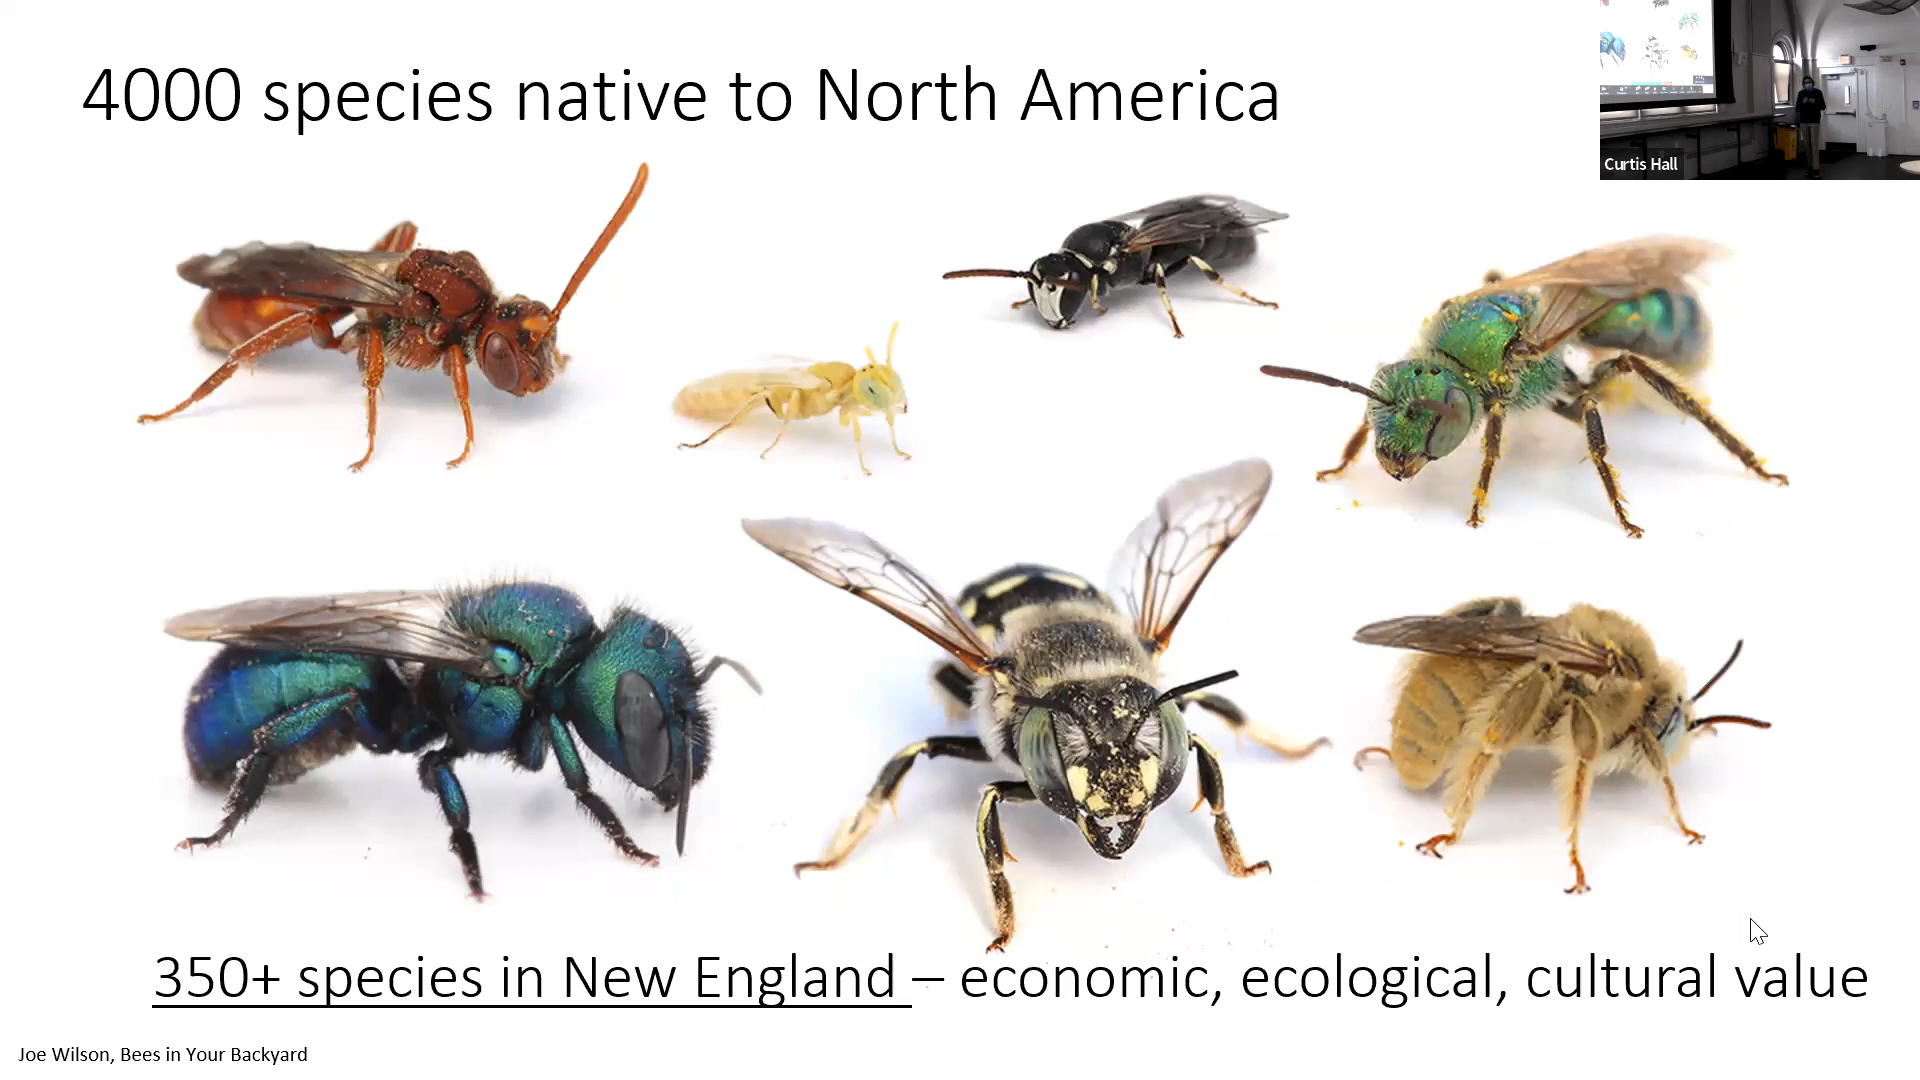 4000 species native to North America
Curtis Hall
350+ species in New England – economic, ecological, cultural value
Joe Wilson, Bees in Your Backyard